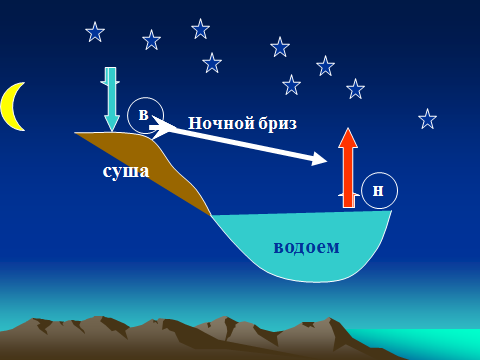 в
Ночной бриз
суша
н
водоем